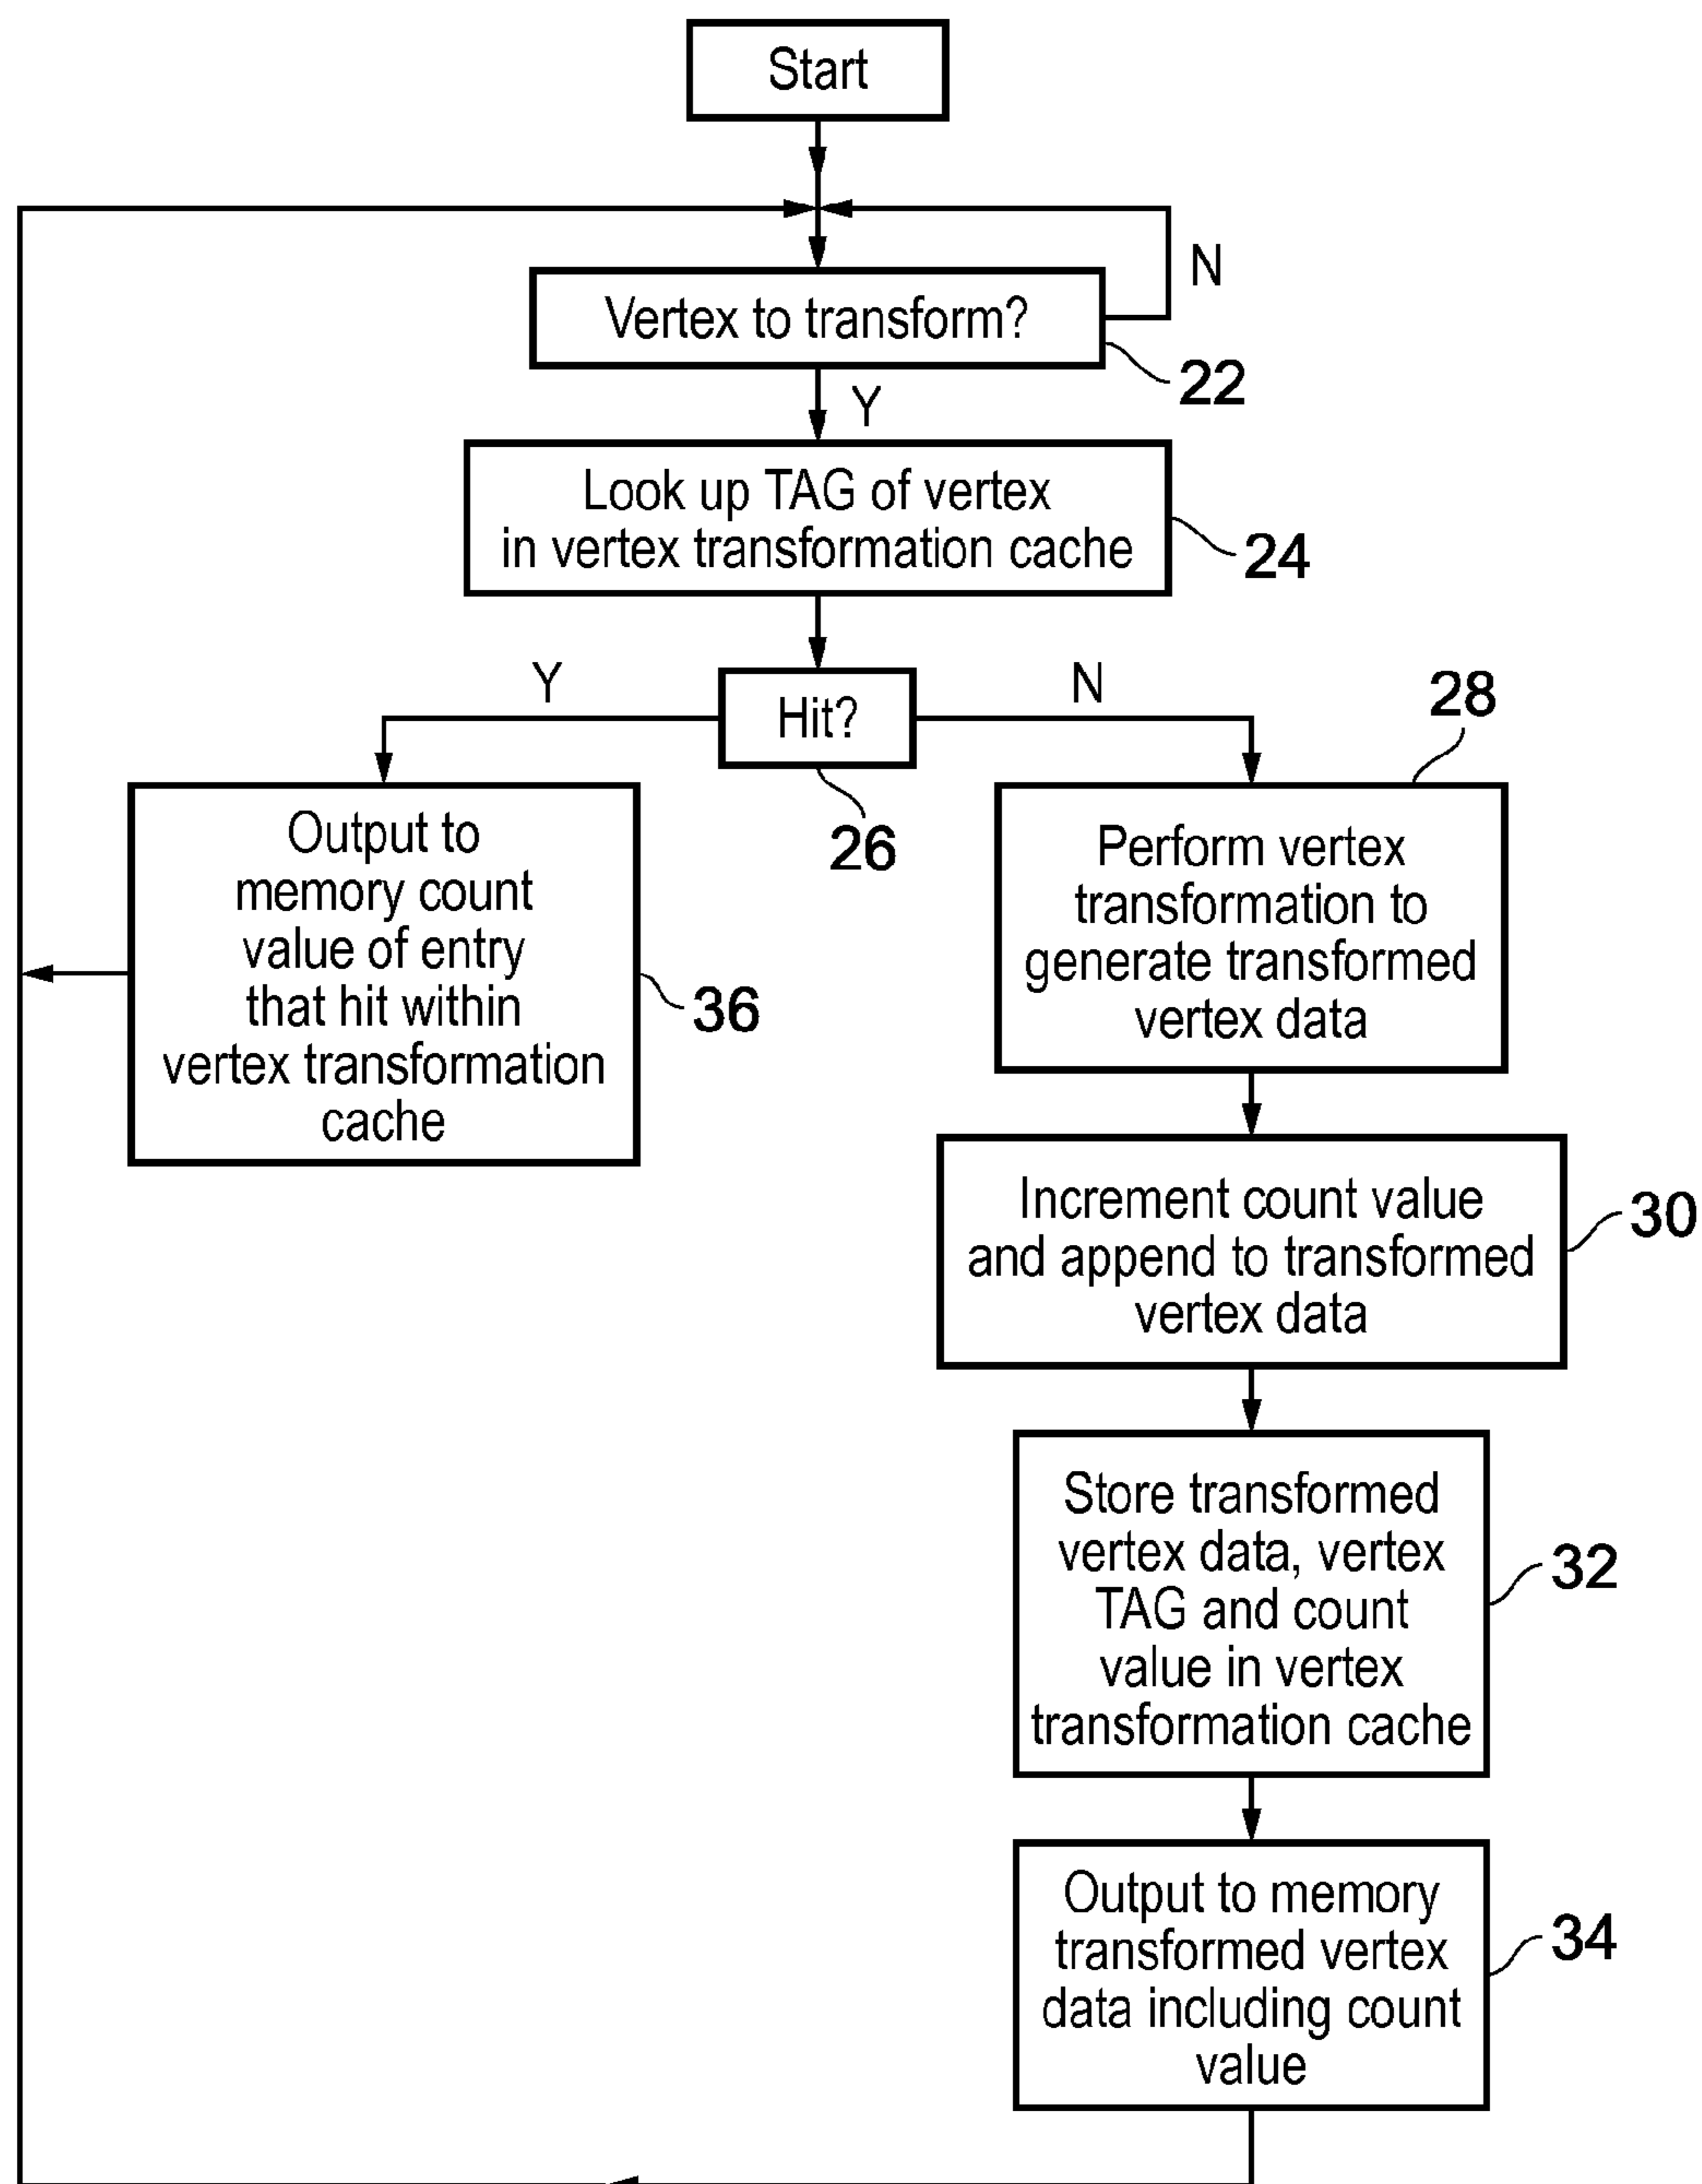 Start
N
Vertex to transform?
22
Y
Look up TAG of vertex
in vertex transformation cache
24
Y
Hit?
N
26
28
Output to
memory count
value of entry
that hit within
vertex transformation
cache
36
Perform vertex
transformation to
generate transformed
vertex data
Increment count value
and append to transformed
vertex data
30
Store transformed
vertex data, vertex
TAG and count
value in vertex
transformation cache
32
Output to memory
transformed vertex
data including count
value
34